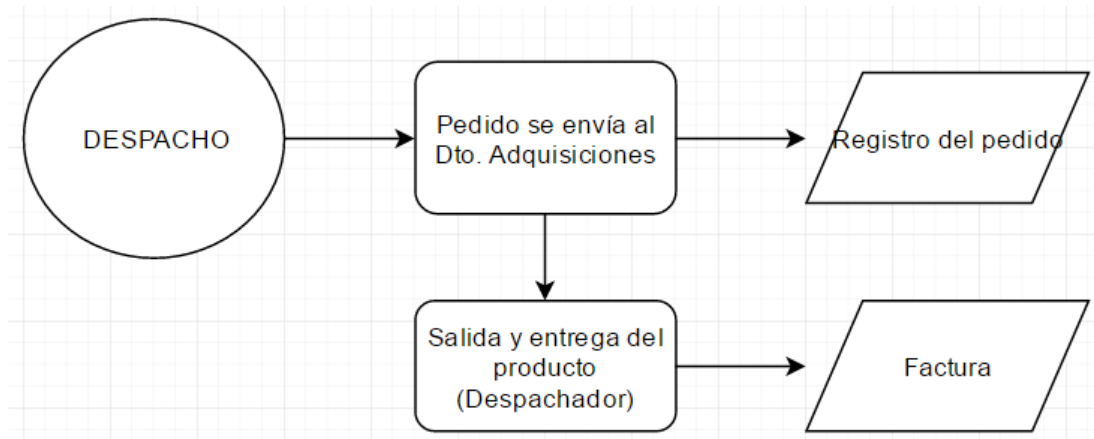 DESPACHO
Pedido se envía al
Dto. Adquisiciones
Registro del pedido
Salida y entrega del
producto
(Despachador)
Factura